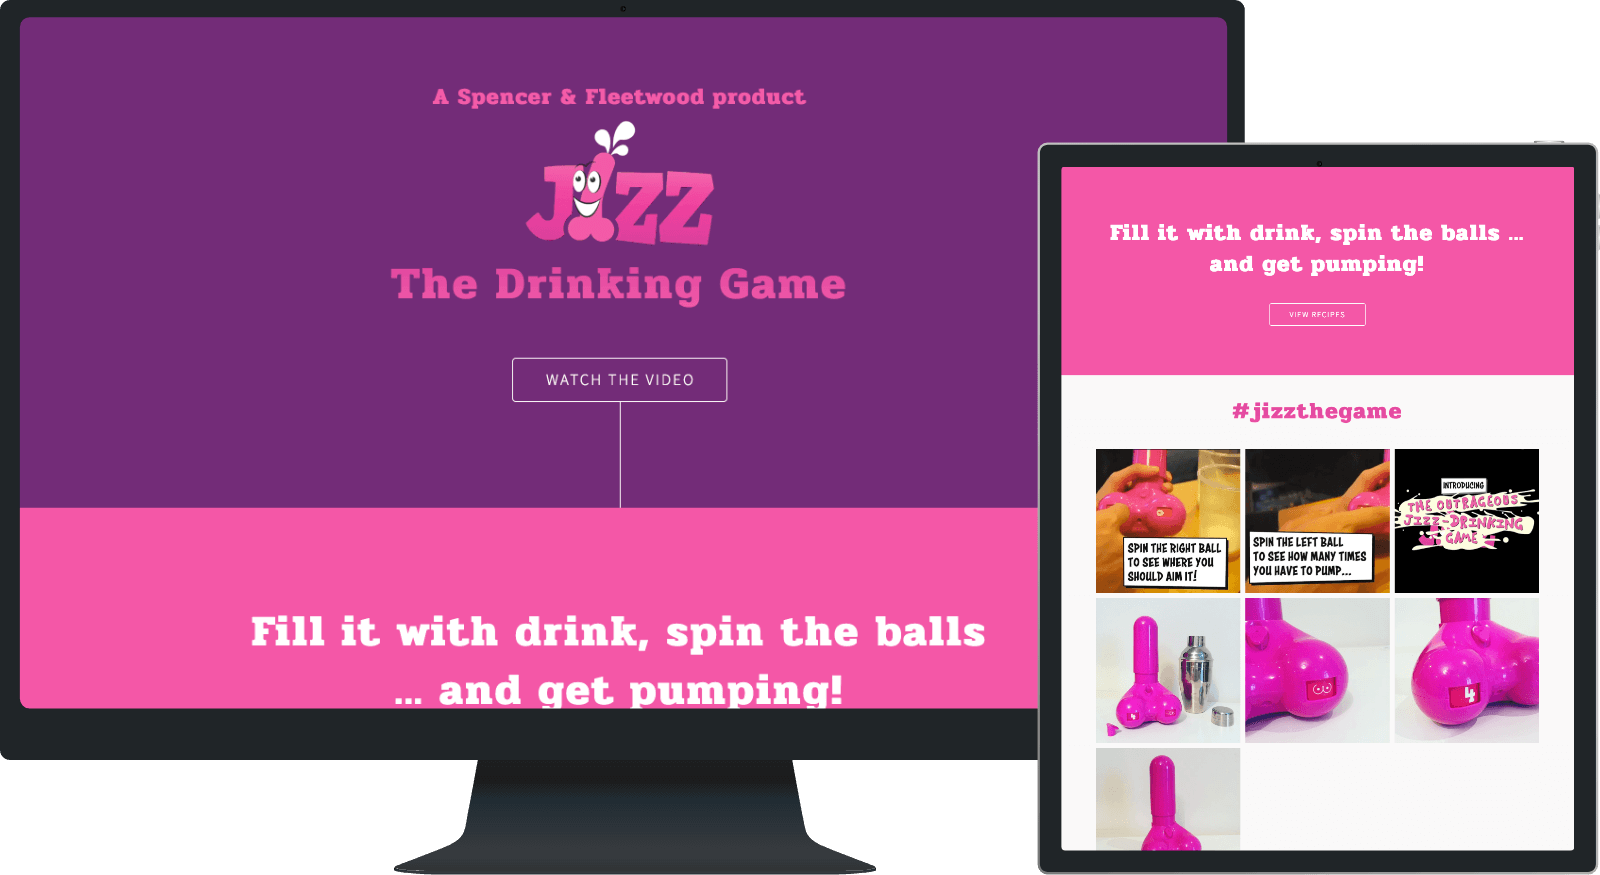 A Spencer & Fleetwood product
JIZZ
The Drinking Game
WATCH THE VIDEO
Fill it with drink, spin the balls
... and get pumping!
Fill it with drink, spin the balls ...
and get pumping!
VIEW RECIPES
#jizzthegame
SPIN THE RIGHT BALL
TO SEE WHERE YOU
SHOULD AIM IT!
SPIN THE LEFT BALL
TO SEE HOW MANY TIMES
YOU HAVE TO PUMP...
INTRODUCING
THE OUTRAGEOUS
JIZZ-DRINKING
GAME
4
4